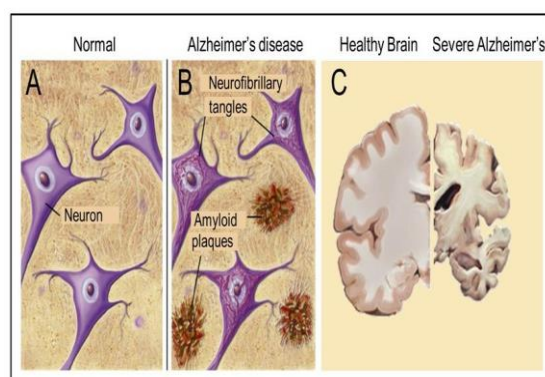 Normal
Alzheimer's disease
Healthy Brain
Severe Alzheimer's
A
B
C
Neurofibrillary
tangles
Neuron
Amyloid
plaques